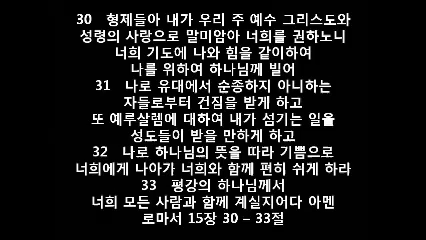 30 형제들아 내가 우리 주 예수 그리스도와
성령의 사랑으로 말미암아 너희를 권하노니
너희 기도에 나와 힘을 같이하여
나를 위하여 하나님께 빌어
31 나로 유대에서 순종하지 아니하는
자들로부터 건짐을 받게 하고
또 예루살렘에 대하여 내가 섬기는 일을
성도들이 받을 만하게 하고
32 나로 하나님의 뜻을 따라 기쁨으로
너희에게 나아가 너희와 함께 편히 쉬게 하라
33 평강의 하나님께서
너희 모든 사람과 함께 계실지어다 아멘
로마서 15장 30 – 33절